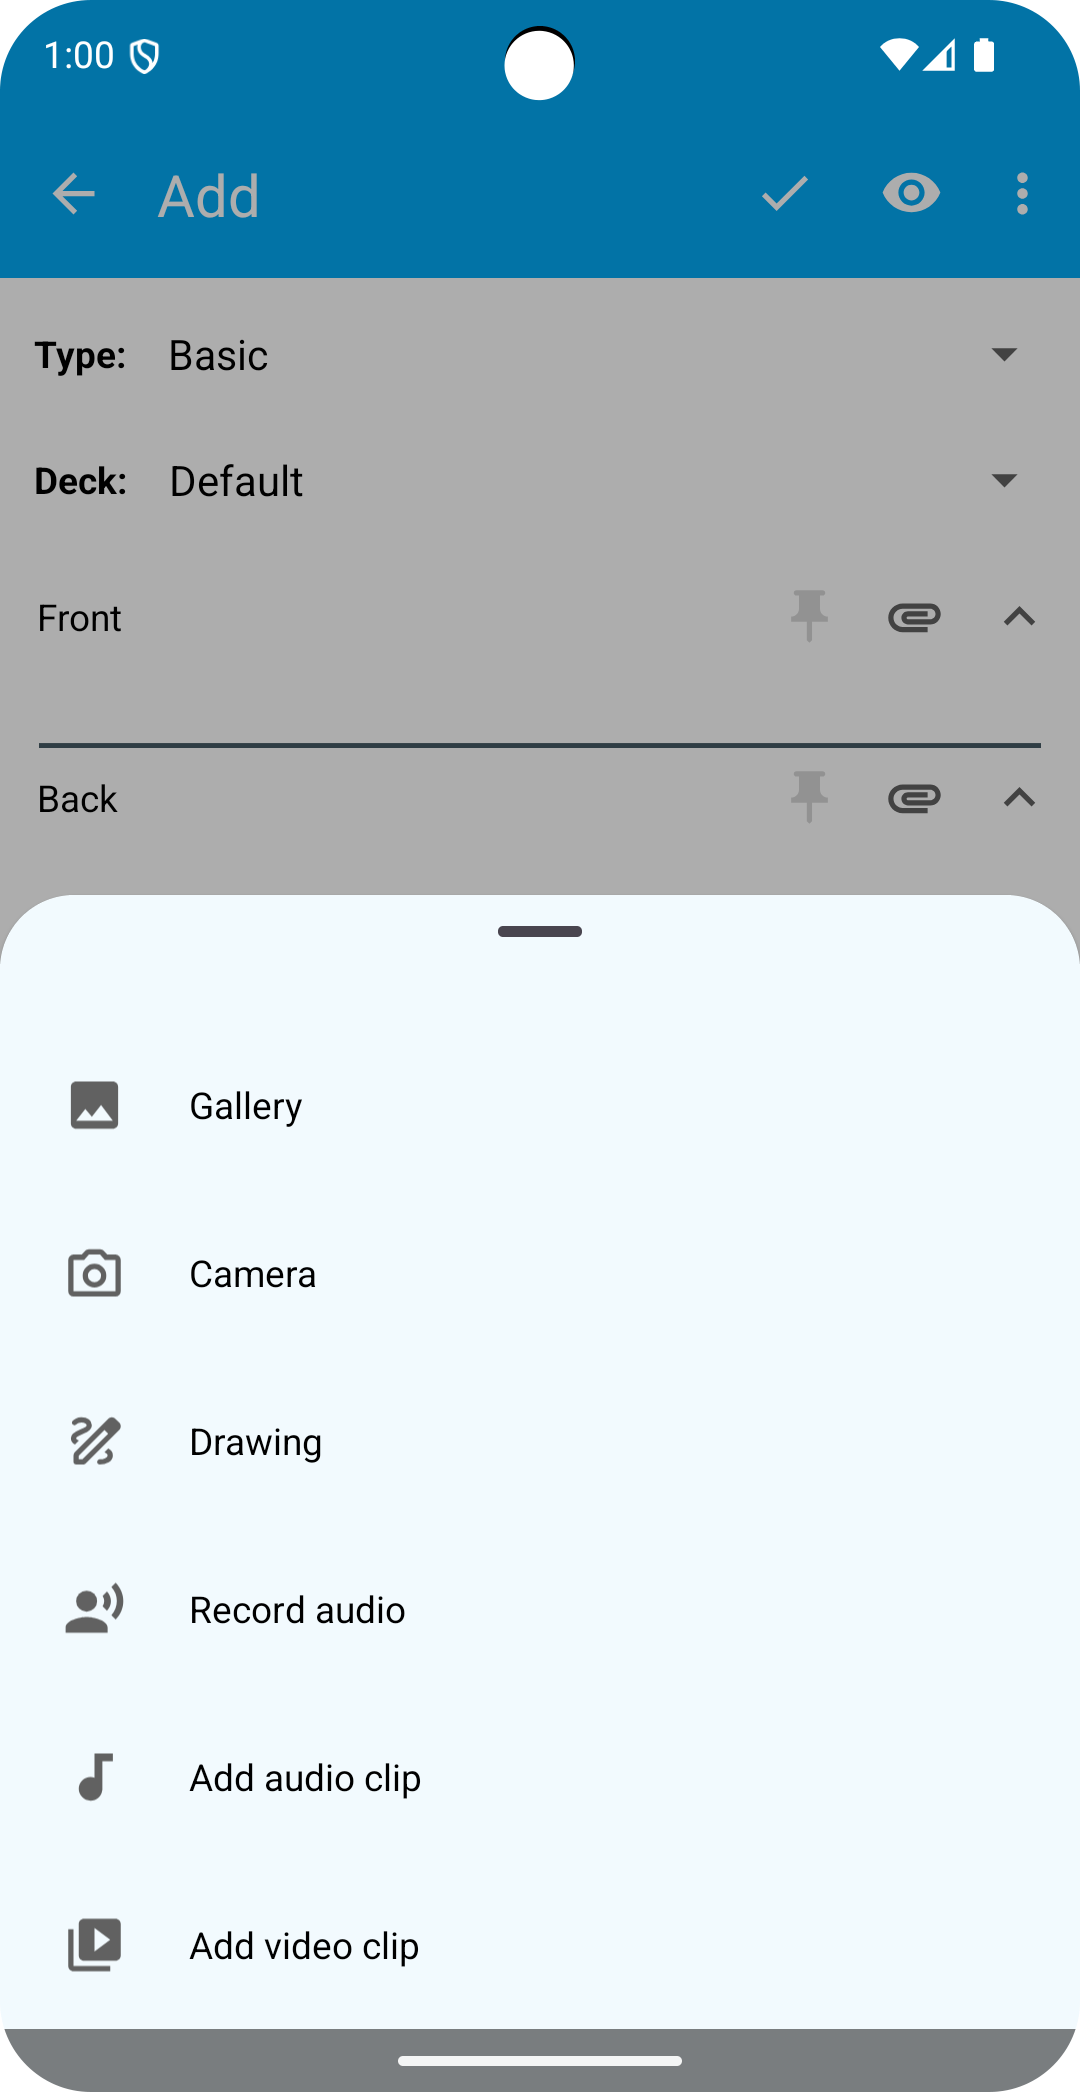 1:00
Add
Type: Basic
Deck: Default
Front
Back
Gallery
Camera
Drawing
Record audio
Add audio clip
Add video clip